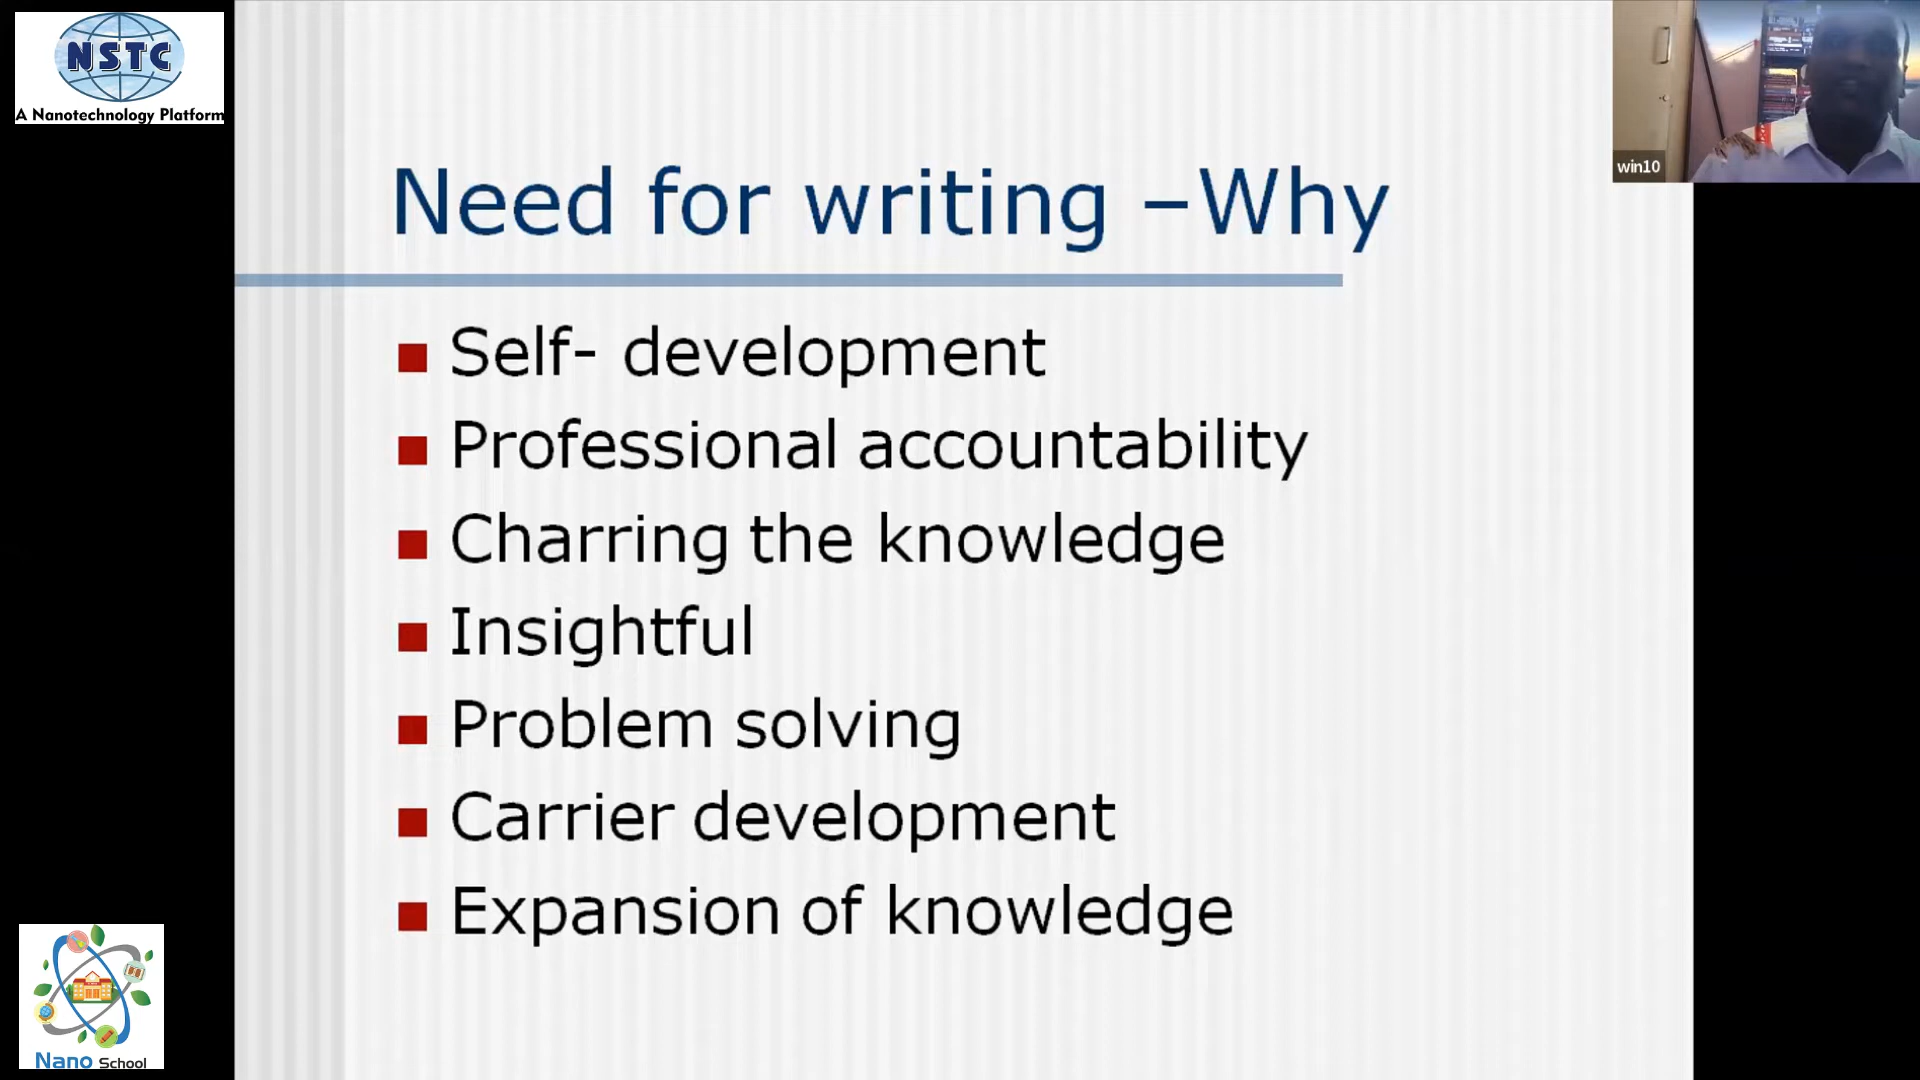 NSTC
A Nanotechnology Platform
win10
Need for writing –Why
Self- development
Professional accountability
Charring the knowledge
Insightful
Problem solving
Carrier development
Expansion of knowledge
Nano School